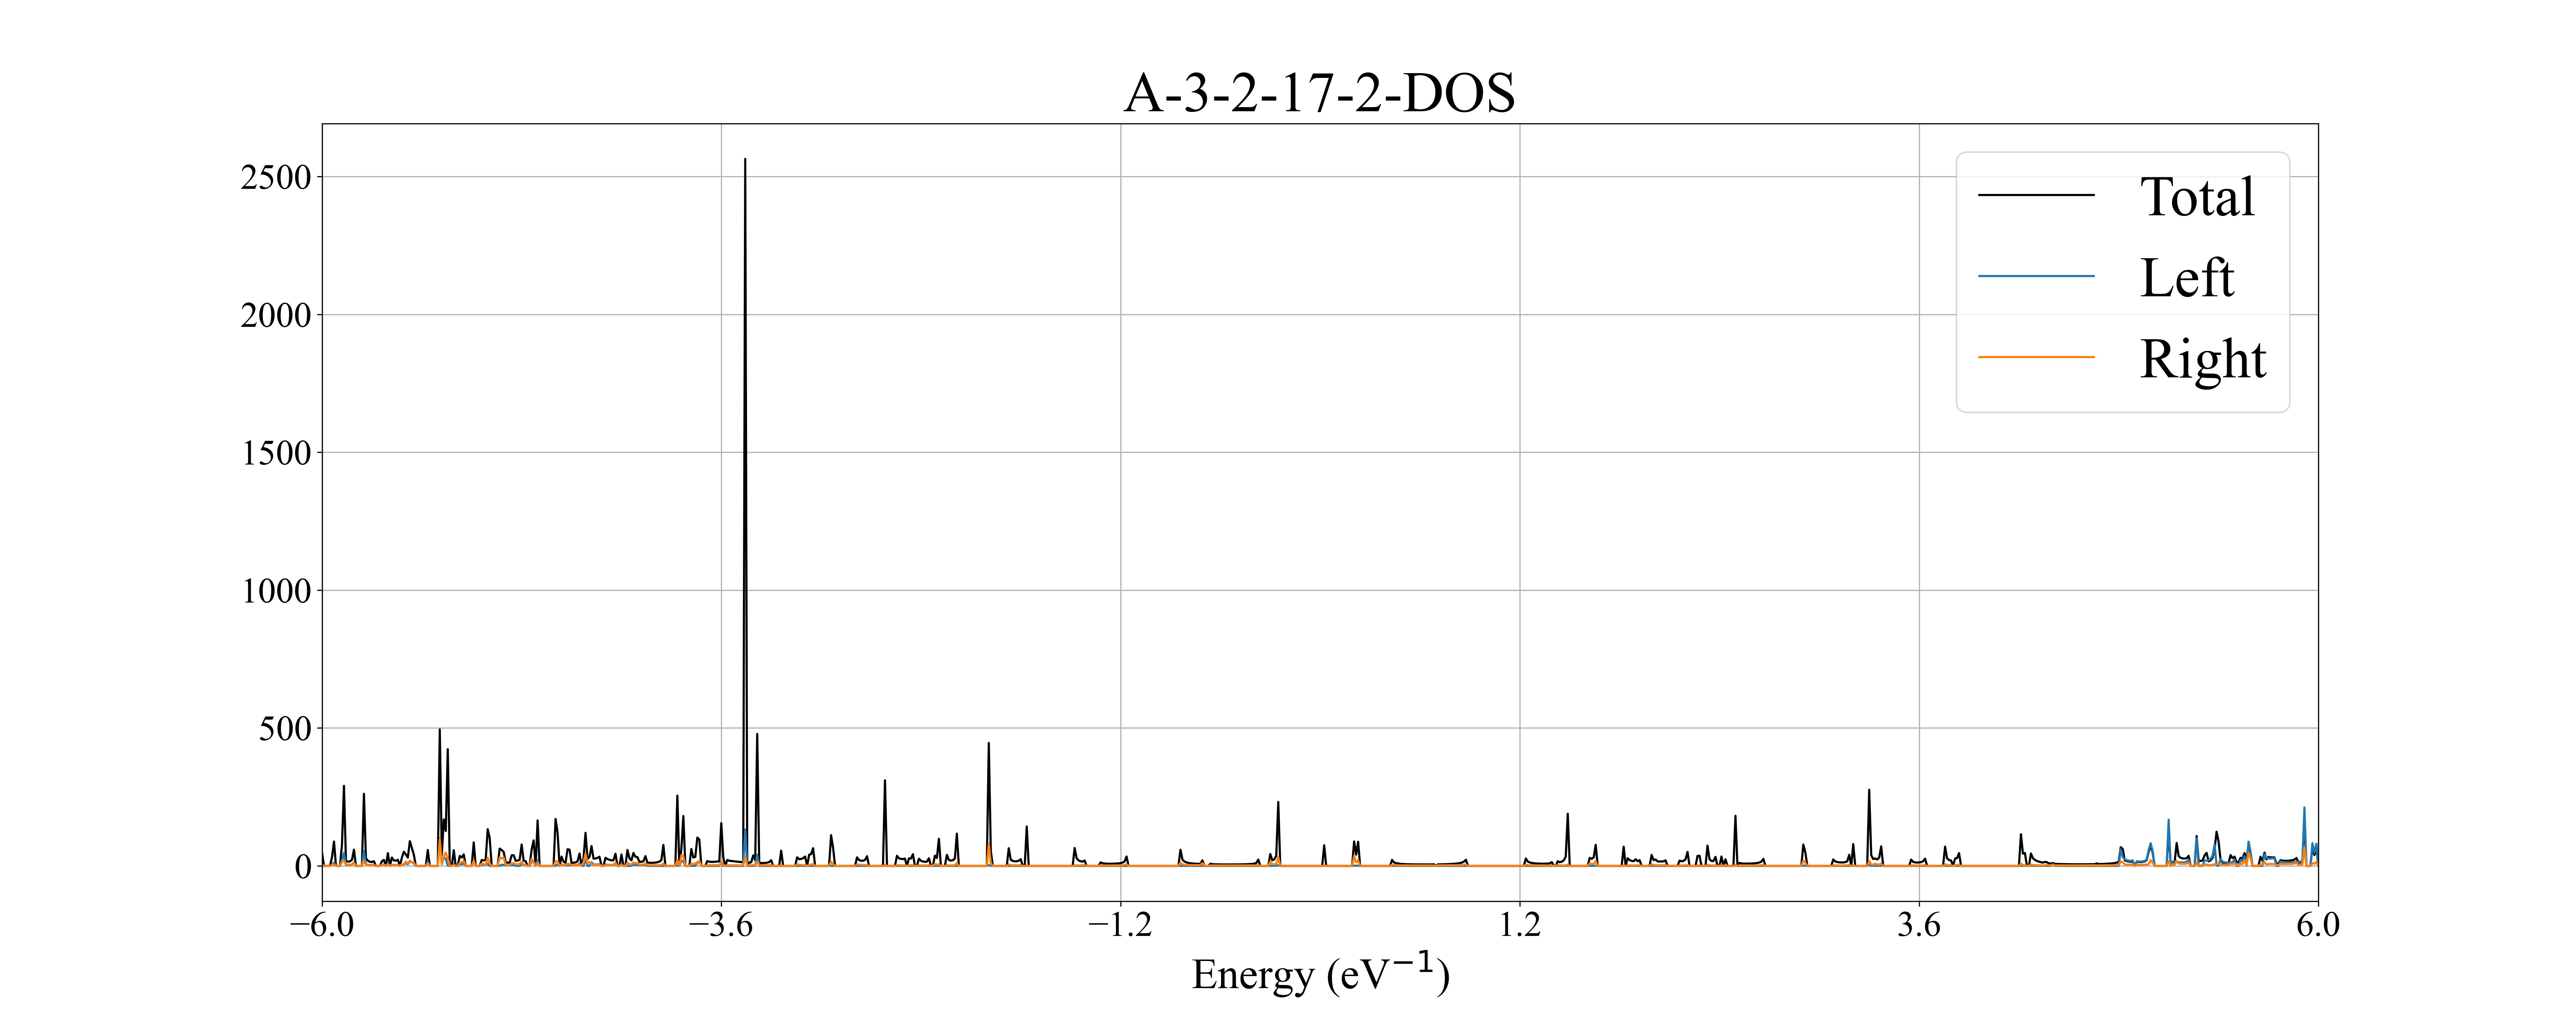 A-3-2-17-2-DOS
2500
2000
1500
1000
500
0
Total
Left
Right
−6.0 −3.6 −1.2 1.2 3.6 6.0
Energy (eV⁻¹)